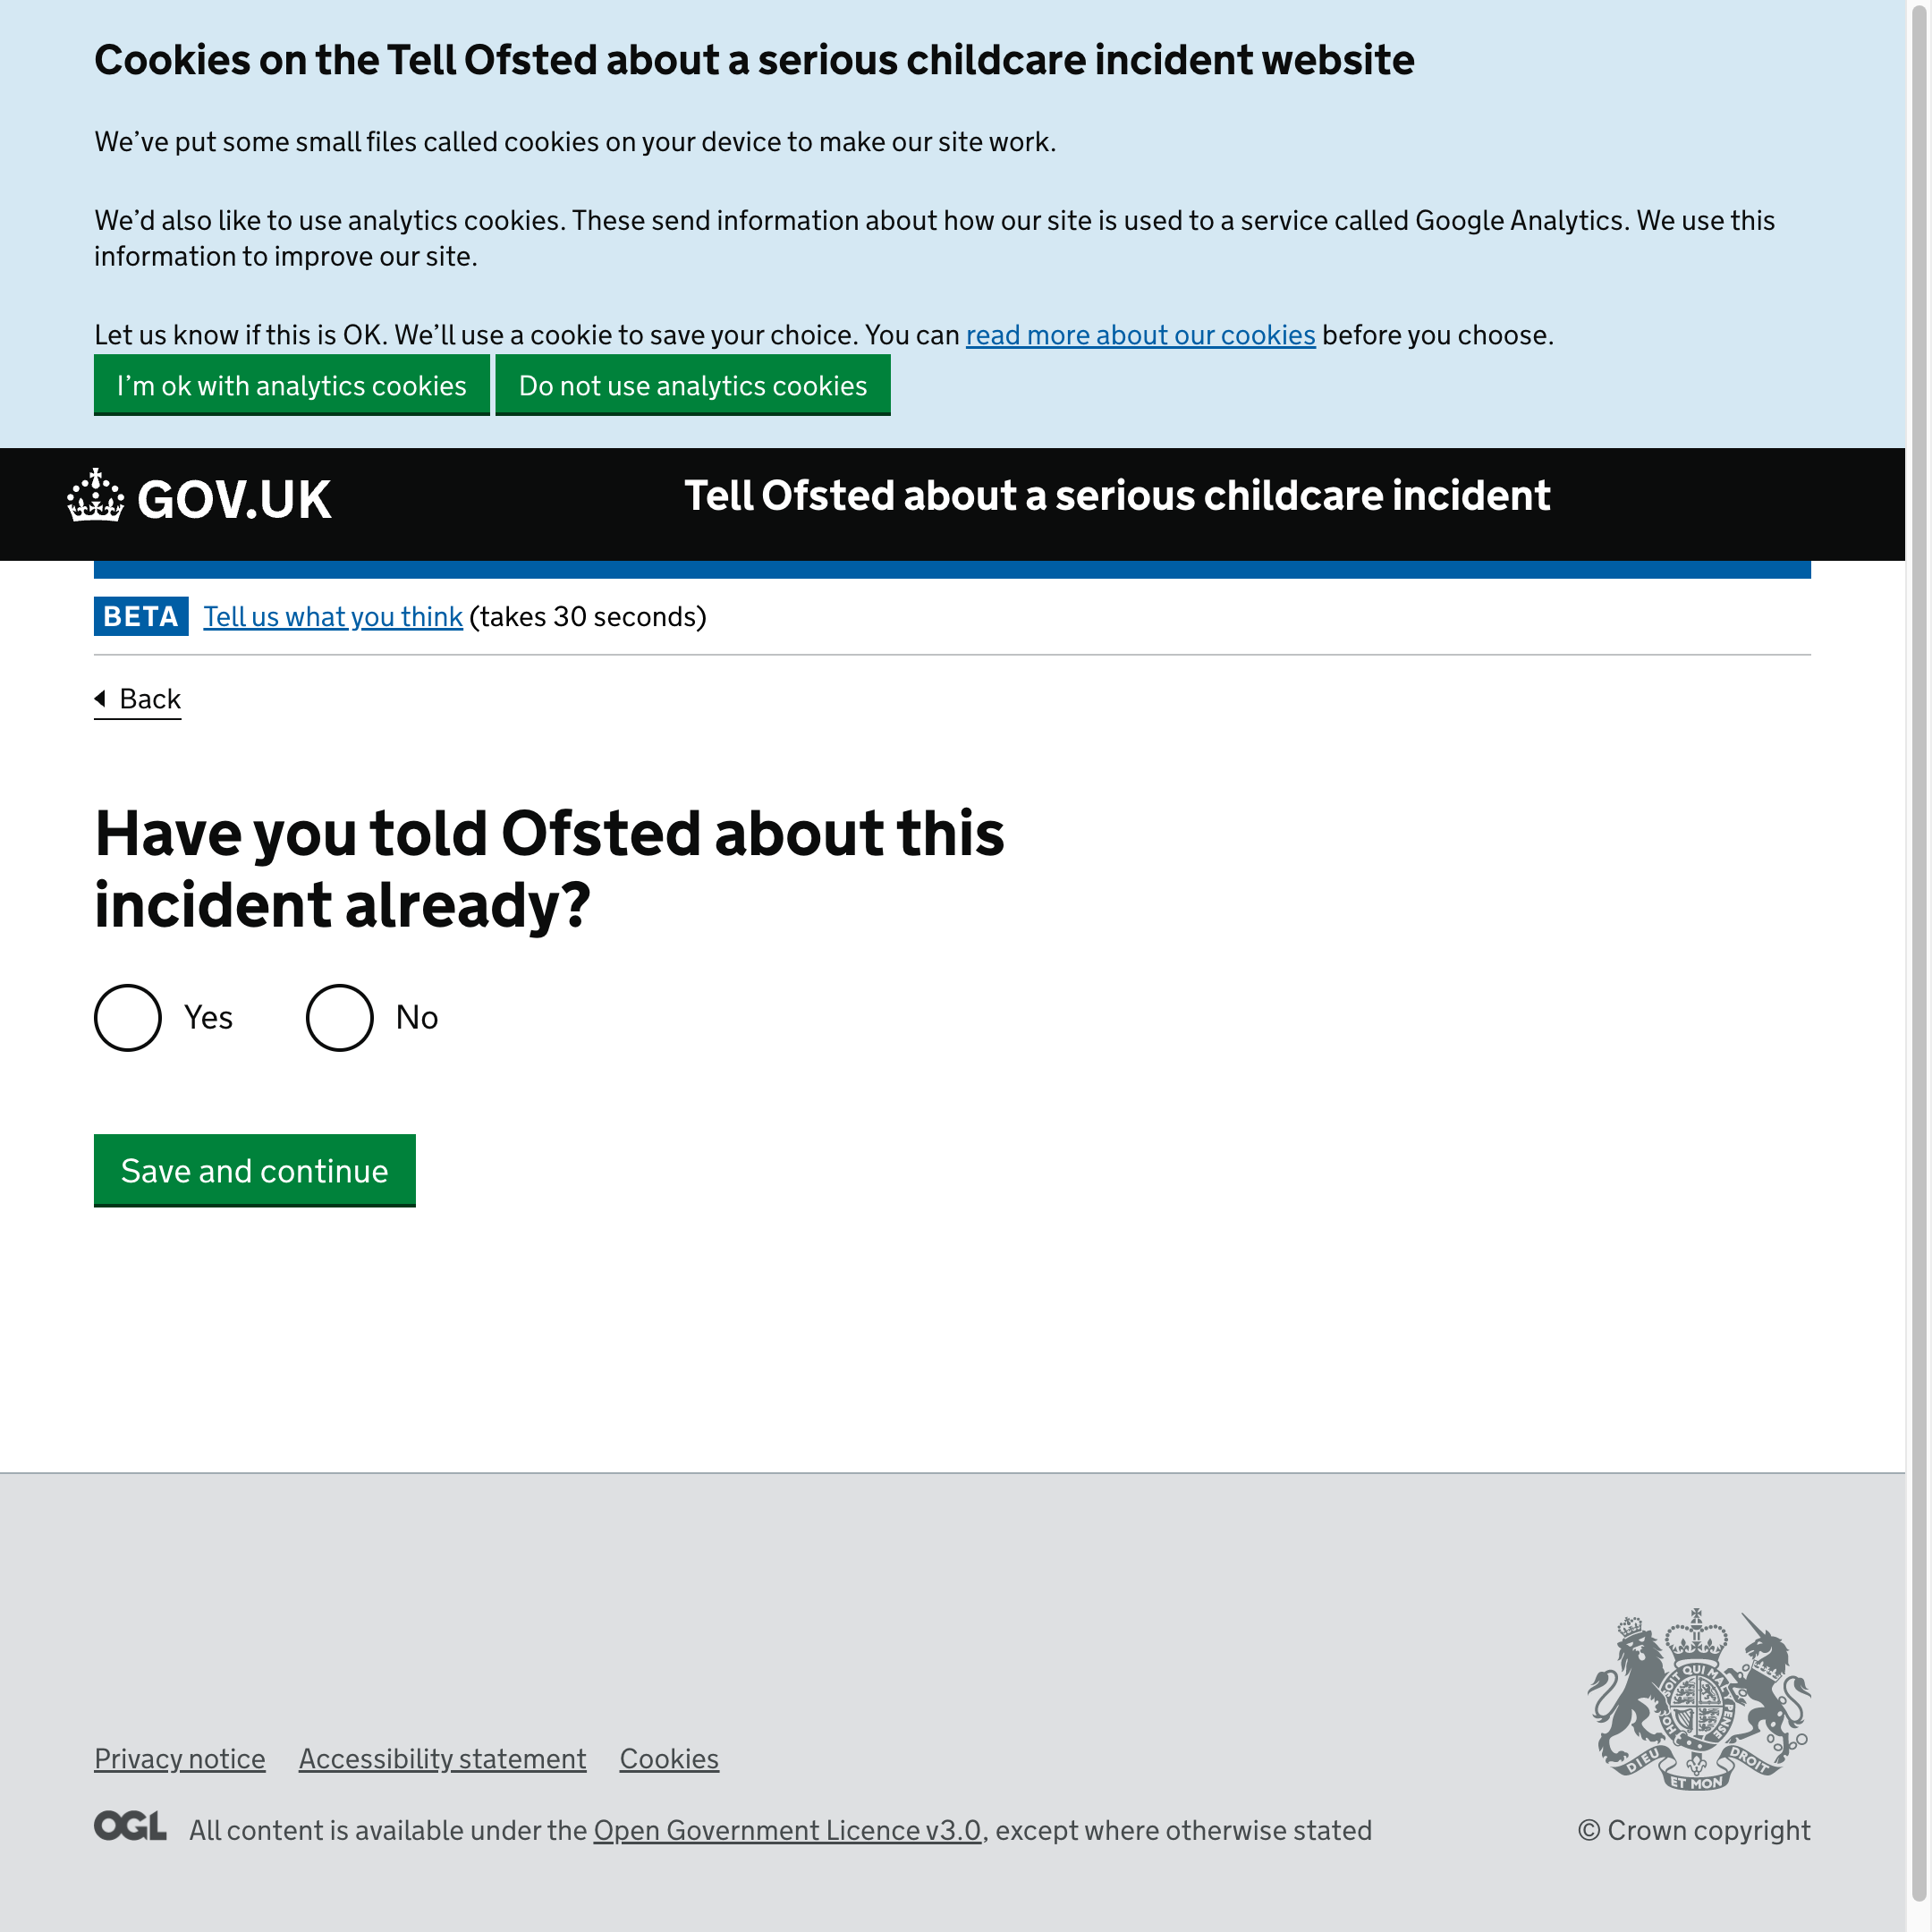 Cookies on the Tell Ofsted about a serious childcare incident website
We’ve put some small files called cookies on your device to make our site work.
We’d also like to use analytics cookies. These send information about how our site is used to a service called Google Analytics. We use this
information to improve our site.
Let us know if this is OK. We’ll use a cookie to save your choice. You can read more about our cookies before you choose.
I’m ok with analytics cookies
Do not use analytics cookies
GOV.UK
Tell Ofsted about a serious childcare incident
BETA Tell us what you think (takes 30 seconds)
Back
Have you told Ofsted about this
incident already?
Yes
No
Save and continue
Privacy notice
Accessibility statement
Cookies
OGL All content is available under the Open Government Licence v3.0, except where otherwise stated
DIEU ET MON DROIT
© Crown copyright